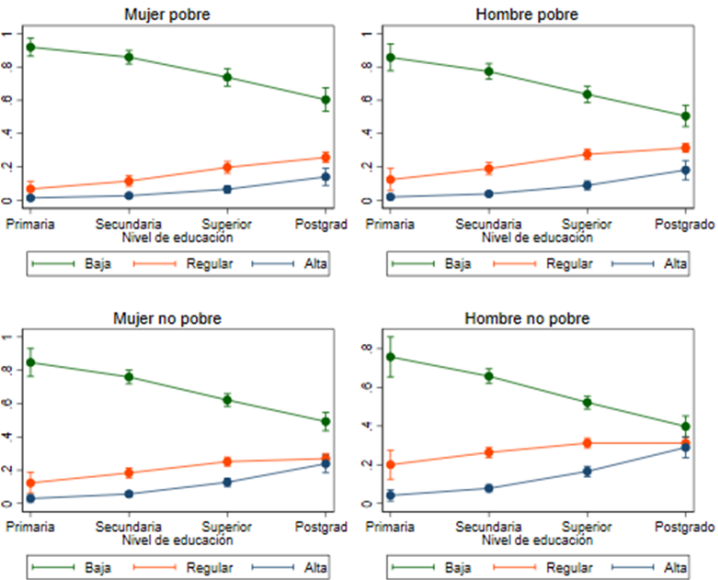 Mujer pobre
1
.8
.6
.4
.2
0
Primaria Secundaria Superior Postgrad
Nivel de educación
Baja Regular Alta
Hombre pobre
1
.8
.6
.4
.2
0
Primaria Secundaria Superior Postgrado
Nivel de educación
Baja Regular Alta
Mujer no pobre
1
.8
.6
.4
.2
0
Primaria Secundaria Superior Postgrad
Nivel de educación
Baja Regular Alta
Hombre no pobre
.8
.6
.4
.2
0
Primaria Secundaria Superior Postgrado
Nivel de educación
Baja Regular Alta